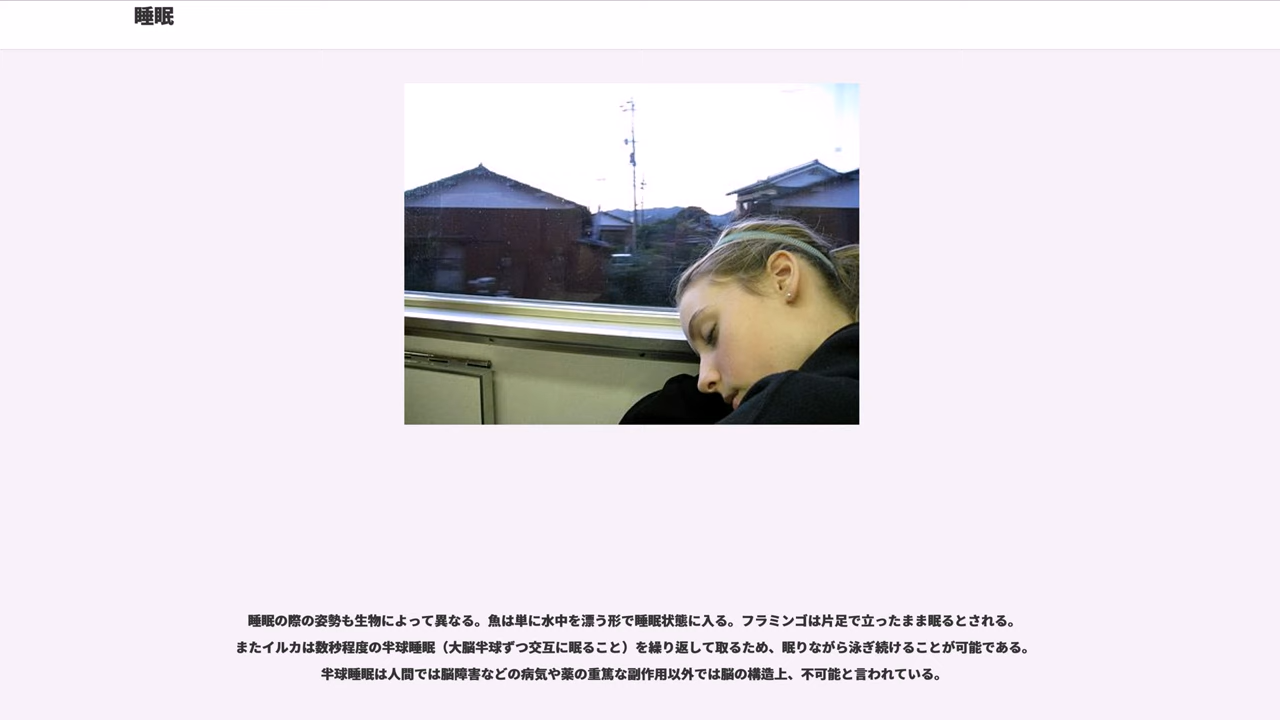 睡眠
睡眠の際の姿勢も生物によって異なる。魚は単に水中を漂う形で睡眠状態に入る。フラミンゴは片足で立ったまま眠るとされる。
またイルカは数秒程度の半球睡眠（大脳半球ずつ交互に眠ること）を繰り返して取るため、眠りながら泳ぎ続けることが可能である。
半球睡眠は人間では脳障害などの病気や薬の重篤な副作用以外では脳の構造上、不可能と言われている。